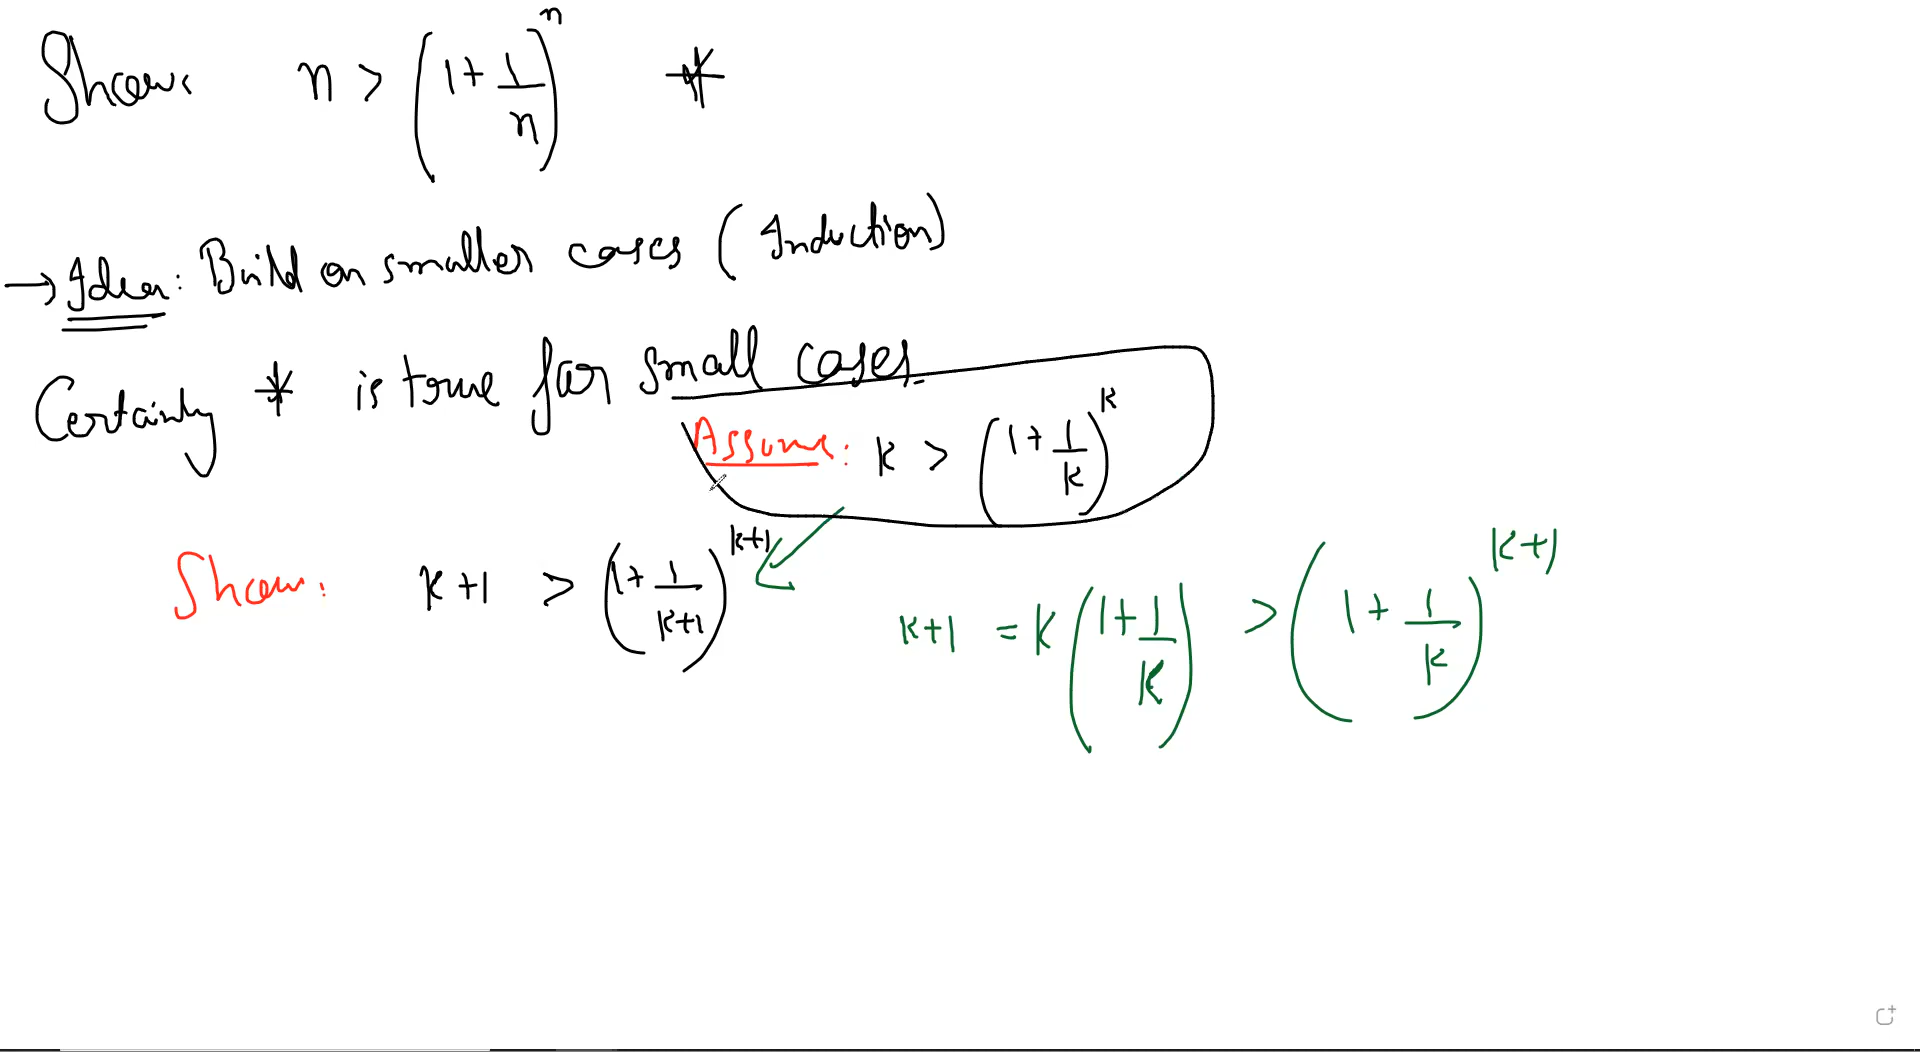 Show: n > (1 + 1/n)^n *
→ Idea: Build on smaller cases (Induction)
Certainly * is true for small cases.
Assume: k > (1 + 1/k)^k
Show: k+1 > (1 + 1/(k+1))^(k+1)
k+1 = k(1 + 1/k) > (1 + 1/k)^(k+1)